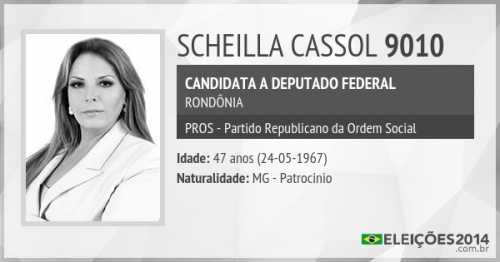 SCHEILLA CASSOL 9010
CANDIDATA A DEPUTADO FEDERAL
RONDÔNIA
PROS - Partido Republicano da Ordem Social
Idade: 47 anos (24-05-1967)
Naturalidade: MG - Patrocinio
ELEIÇÕES2014
.com.br